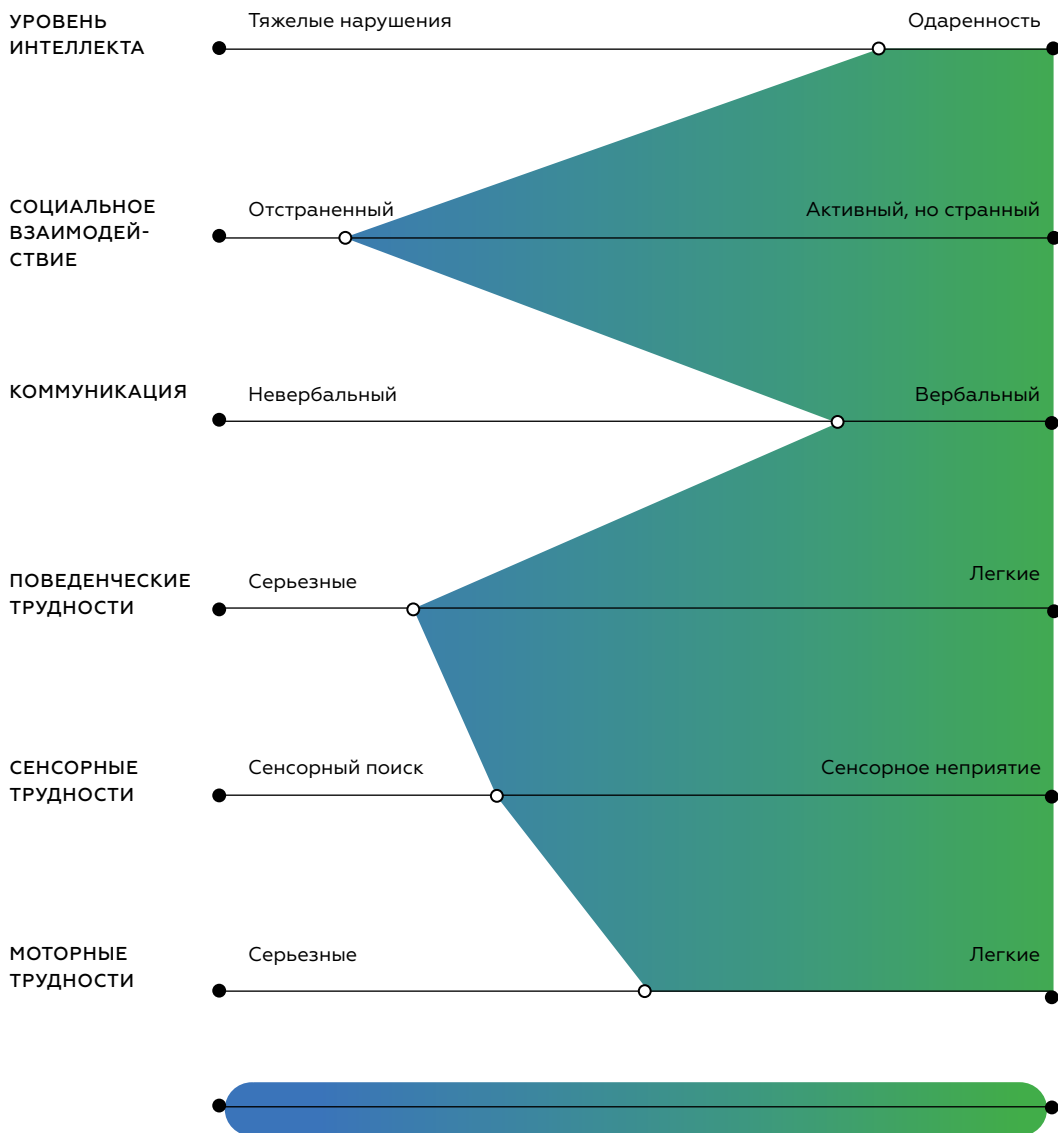 УРОВЕНЬ
ИНТЕЛЛЕКТА
Тяжелые нарушения
Одаренность
СОЦИАЛЬНОЕ
ВЗАИМОДЕЙ-
СТВИЕ
Отстраненный
Активный, но странный
КОММУНИКАЦИЯ
Невербальный
Вербальный
ПОВЕДЕНЧЕСКИЕ
ТРУДНОСТИ
Серьезные
Легкие
СЕНСОРНЫЕ
ТРУДНОСТИ
Сенсорный поиск
Сенсорное неприятие
МОТОРНЫЕ
ТРУДНОСТИ
Серьезные
Легкие